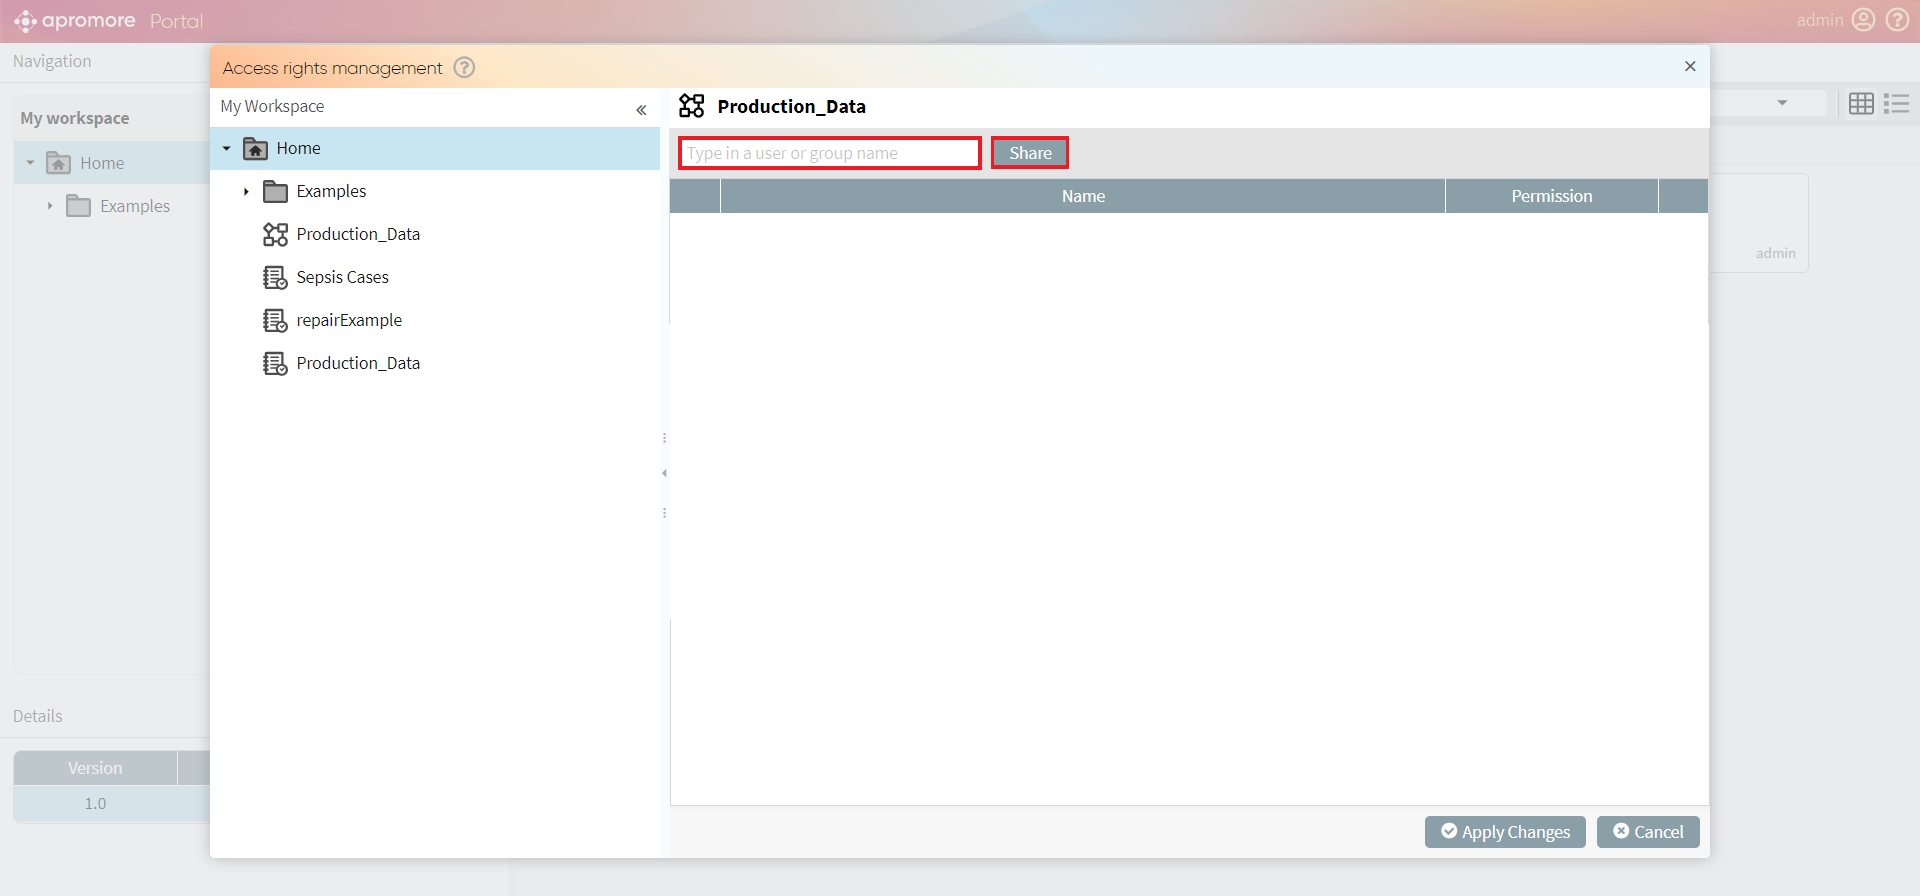 apromore Portal
admin
Navigation
My workspace
Home
Examples
Access rights management
My Workspace
Home
Examples
Production_Data
Sepsis Cases
repairExample
Production_Data
Production_Data
Type in a user or group name
Share
Name
Permission
admin
Details
Version
1.0
Apply Changes
Cancel